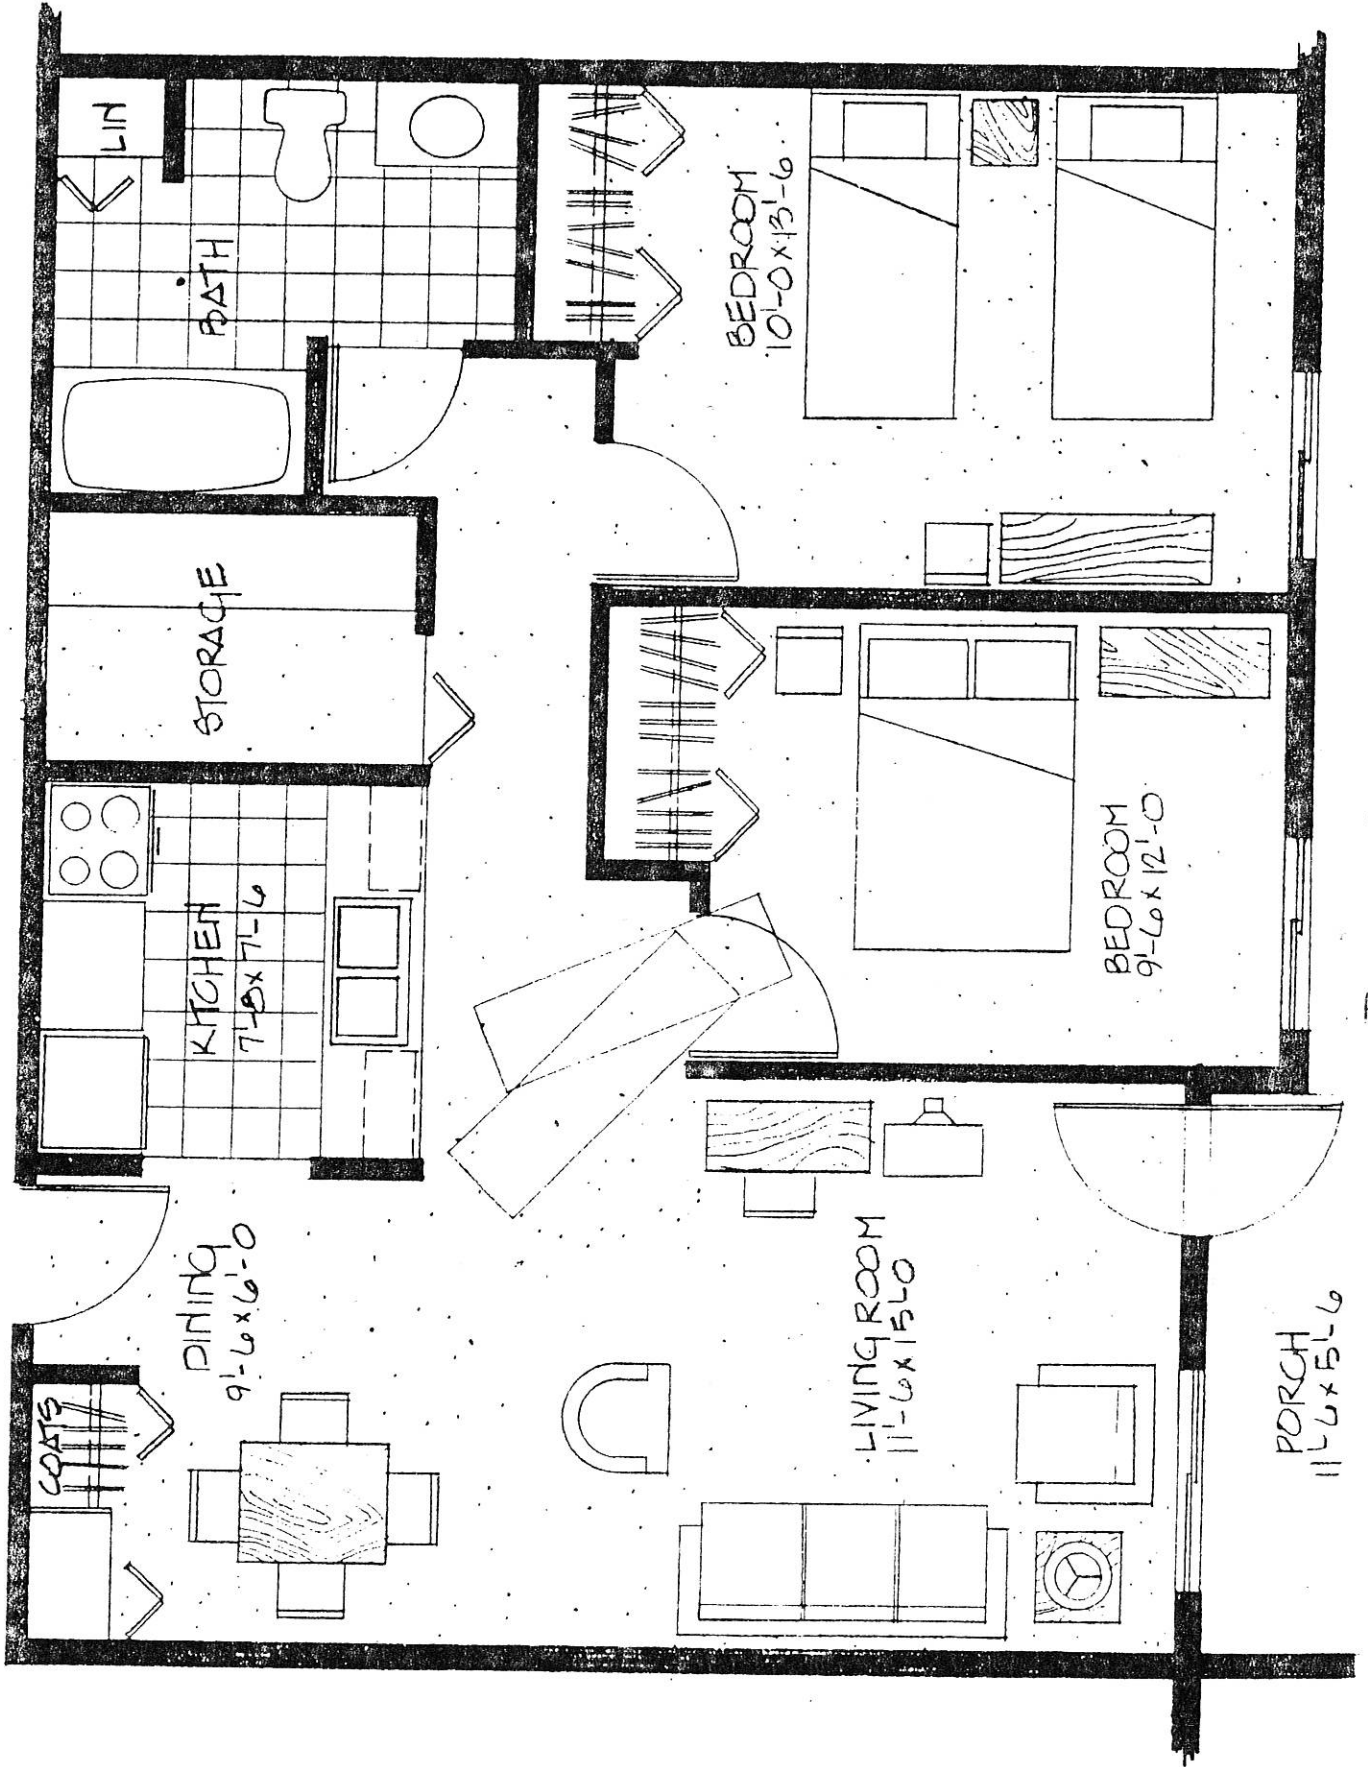 LIN
BATH
BEDROOM
10'-0 x 13'-6
STORAGE
KITCHEN
7'-8 x 7'-6
BEDROOM
9'-6 x 12'-0
DINING
9'-6 x 6'-0
COATS
LIVING ROOM
11'-6 x 15'-0
PORCH
11'-6 x 5'-6